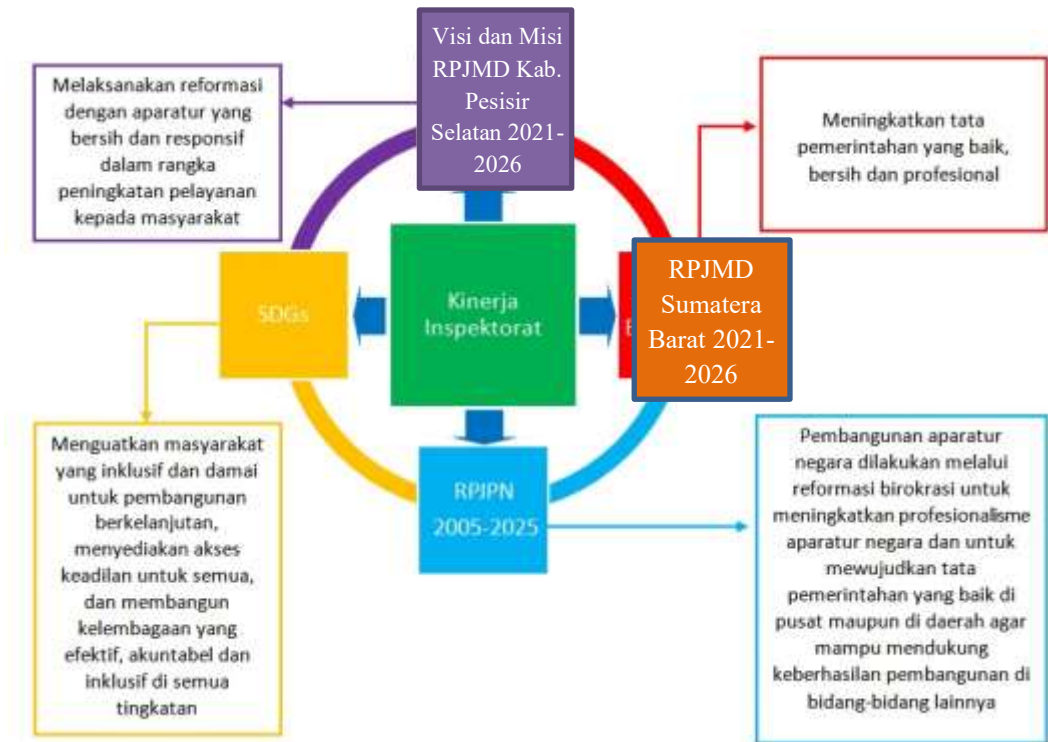 Visi dan Misi
RPJMD Kab.
Pesisir
Selatan 2021-
2026
Melaksanakan reformasi
dengan aparatur yang
bersih dan responsif
dalam rangka
peningkatan pelayanan
kepada masyarakat
Meningkatkan tata
pemerintahan yang baik,
bersih dan profesional
SDGs
Kinerja
Inspektorat
RPJMD
Sumatera
Barat 2021-
2026
Menguatkan masyarakat
yang inklusif dan damai
untuk pembangunan
berkelanjutan,
menyediakan akses
keadilan untuk semua,
dan membangun
kelembagaan yang
efektif, akuntabel dan
inklusif di semua
tingkatan
RPJPN
2005-2025
Pembangunan aparatur
negara dilakukan melalui
reformasi birokrasi untuk
meningkatkan profesionalisme
aparatur negara dan untuk
mewujudkan tata
pemerintahan yang baik di
pusat maupun di daerah agar
mampu mendukung
keberhasilan pembangunan di
bidang-bidang lainnya